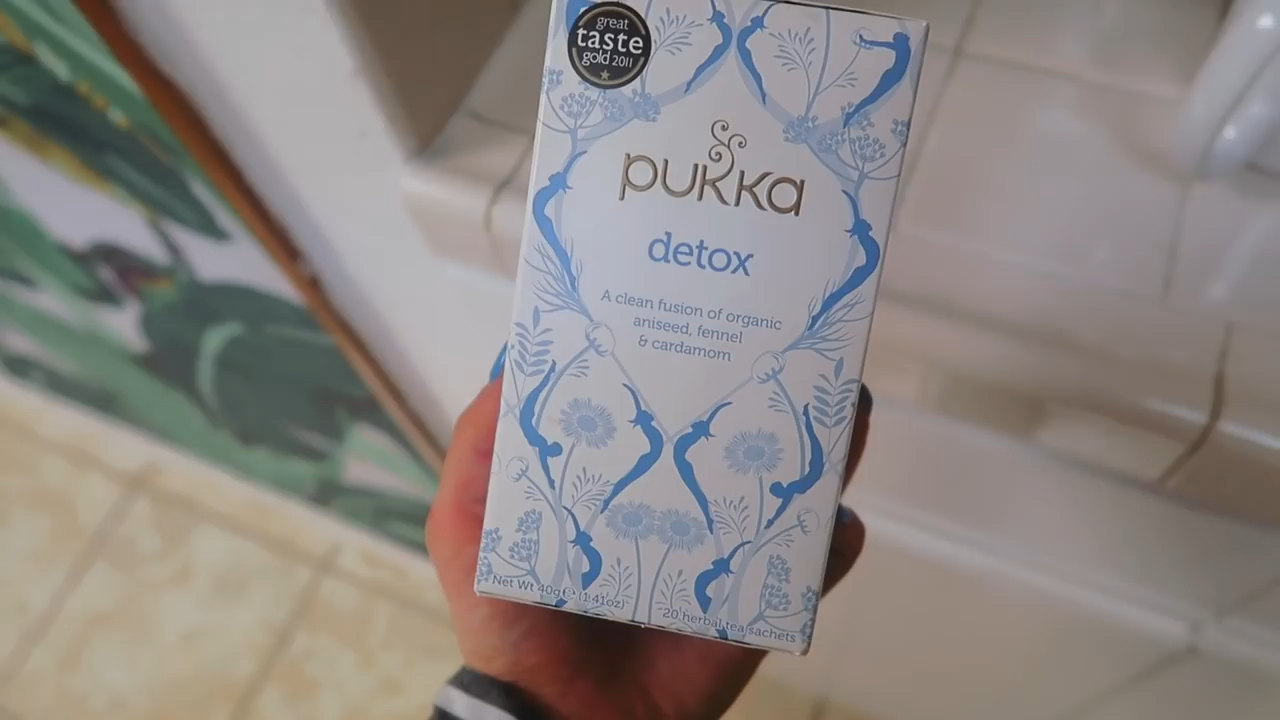 great
taste
gold 2011
pukka
detox
A clean fusion of organic
aniseed, fennel
& cardamom
Net Wt 40g ℮ (1.41oz)
20 herbal tea sachets